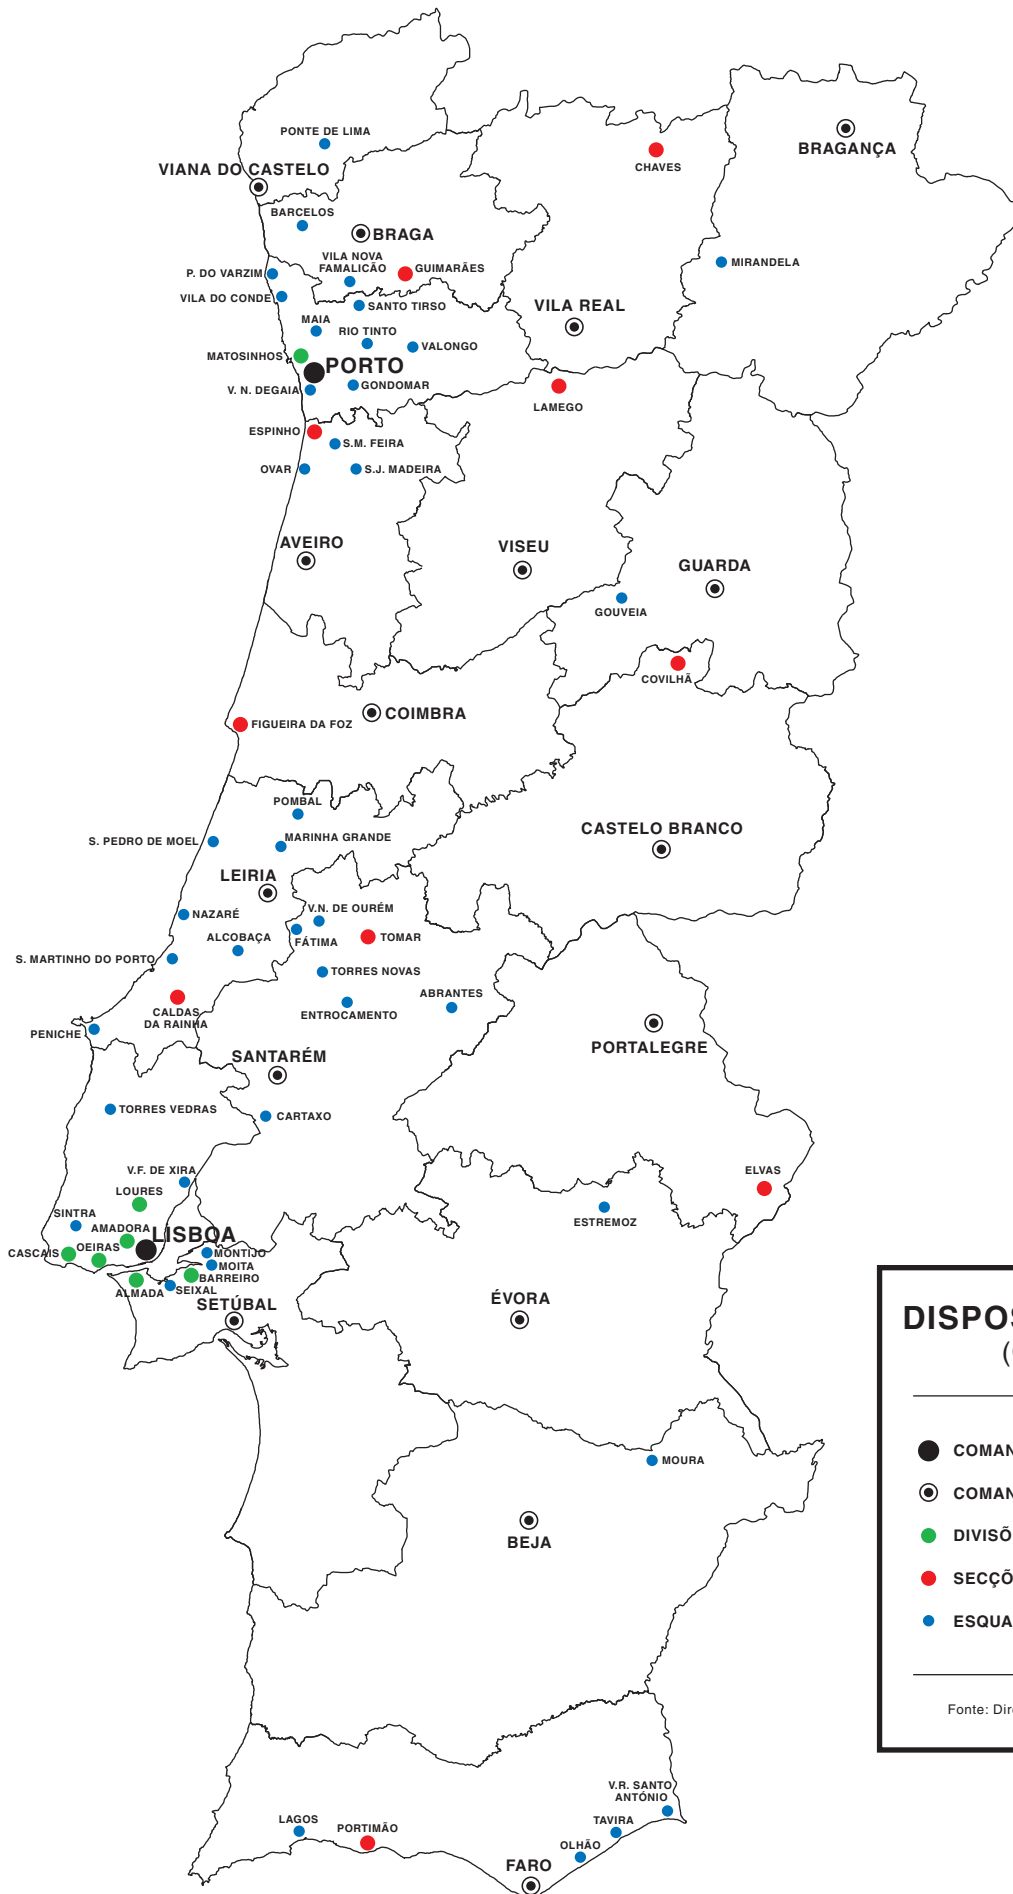 PONTE DE LIMA
BRAGANÇA
CHAVES
VIANA DO CASTELO
BARCELOS
BRAGA
VILA NOVA
FAMALICÃO
GUIMARÃES
P. DO VARZIM
MIRANDELA
VILA DO CONDE
SANTO TIRSO
VILA REAL
MAIA
RIO TINTO
VALONGO
MATOSINHOS
PORTO
V. N. DEGAIA
GONDOMAR
LAMEGO
ESPINHO
S.M. FEIRA
OVAR
S.J. MADEIRA
AVEIRO
VISEU
GUARDA
GOUVEIA
COVILHÃ
FIGUEIRA DA FOZ
COIMBRA
POMBAL
S. PEDRO DE MOEL
MARINHA GRANDE
CASTELO BRANCO
LEIRIA
NAZARÉ
V.N. DE OURÉM
ALCOBAÇA
FÁTIMA
TOMAR
S. MARTINHO DO PORTO
TORRES NOVAS
ABRANTES
CALDAS
DA RAINHA
ENTROCAMENTO
PENICHE
PORTALEGRE
SANTARÉM
TORRES VEDRAS
CARTAXO
V.F. DE XIRA
ELVAS
LOURES
SINTRA
ESTREMOZ
AMADORA
LISBOA
CASCAIS
OEIRAS
MONTIJO
MOITA
BARREIRO
ALMADA
SEIXAL
SETÚBAL
ÉVORA
DISPOS
(
MOURA
COMAN
COMAN
BEJA
DIVISÕ
SECÇÕ
ESQUA
Fonte: Dire
V.R. SANTO
ANTÓNIO
LAGOS
PORTIMÃO
TAVIRA
OLHÃO
FARO